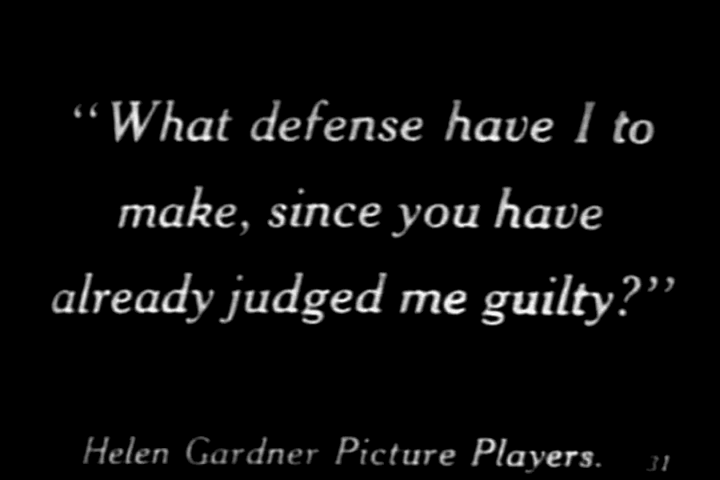 “What defense have I to
make, since you have
already judged me guilty?”
Helen Gardner Picture Players. 31